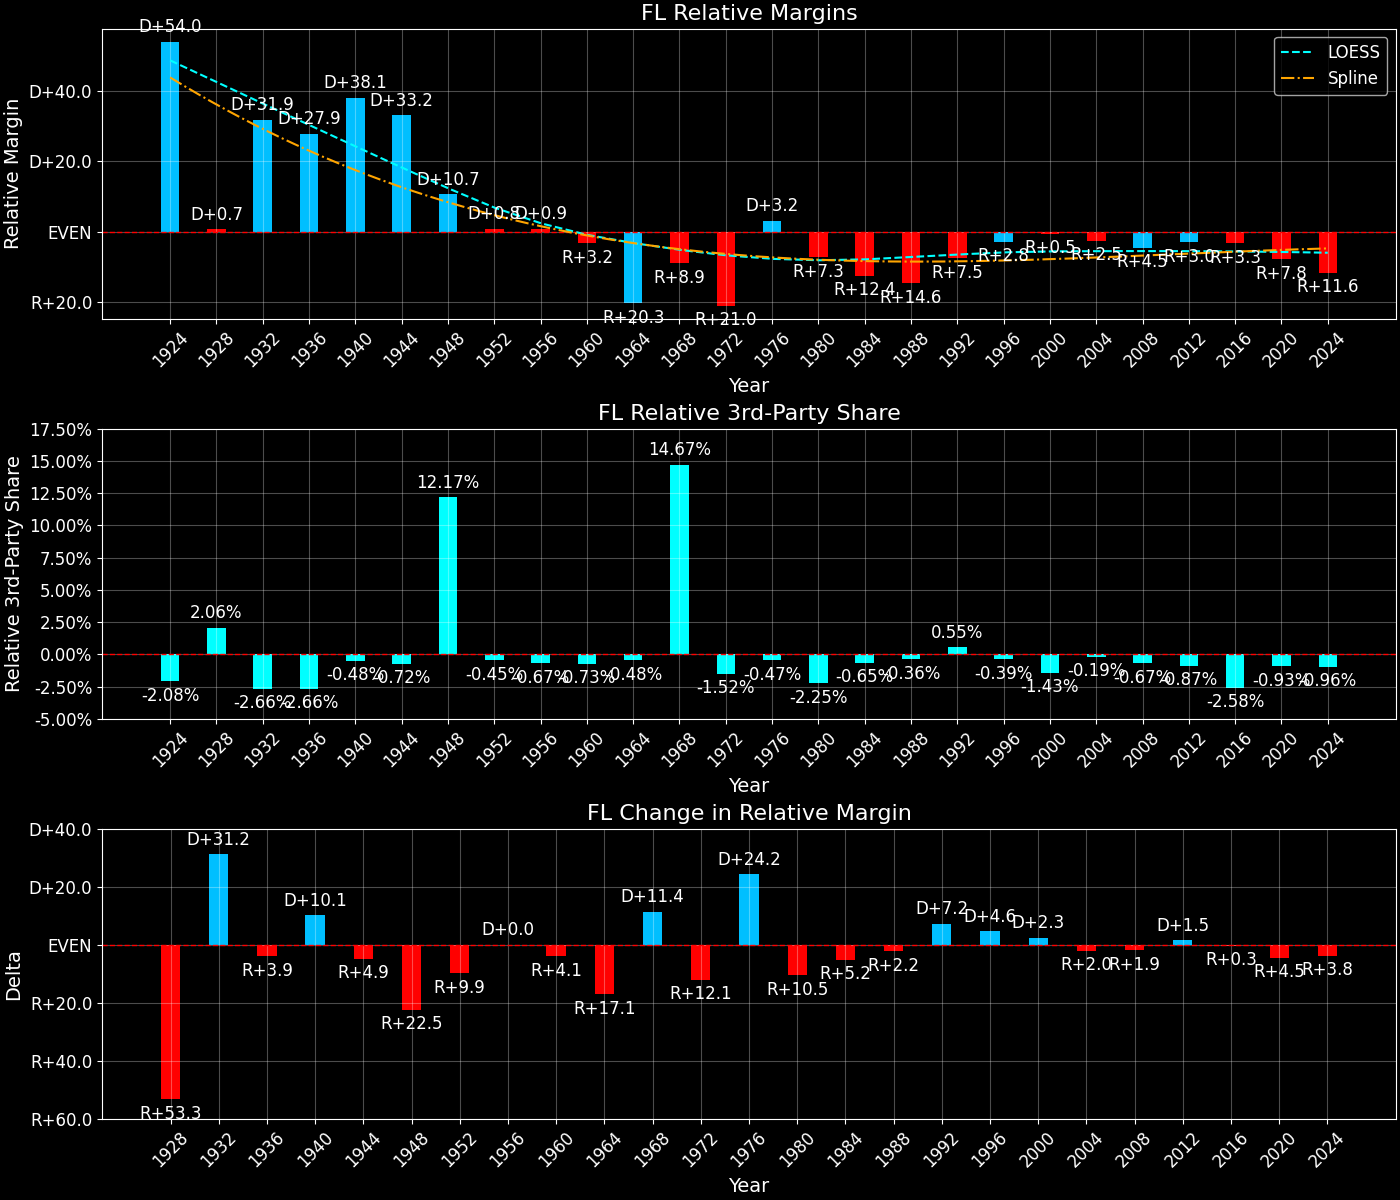 FL Relative Margins
D+54.0
D+0.7
D+31.9
D+27.9
D+38.1
D+33.2
D+10.7
D+0.8
D+0.9
R+3.2
R+20.3
R+8.9
R+21.0
D+3.2
R+7.3
R+12.4
R+14.6
R+7.5
R+2.8
R+0.5
R+2.5
R+4.5
R+3.0
R+3.3
R+7.8
R+11.6
LOESS
Spline
Relative Margin
D+40.0
D+20.0
EVEN
R+20.0
1924 1928 1932 1936 1940 1944 1948 1952 1956 1960 1964 1968 1972 1976 1980 1984 1988 1992 1996 2000 2004 2008 2012 2016 2020 2024
Year
FL Relative 3rd-Party Share
Relative 3rd-Party Share
17.50%
15.00%
12.50%
10.00%
7.50%
5.00%
2.50%
0.00%
-2.50%
-5.00%
-2.08%
2.06%
-2.66%
-2.66%
-0.48%
-0.72%
12.17%
-0.45%
-0.67%
-0.73%
-0.48%
14.67%
-1.52%
-0.47%
-2.25%
-0.65%
-0.36%
0.55%
-0.39%
-1.43%
-0.19%
-0.67%
-0.87%
-2.58%
-0.93%
-0.96%
1924 1928 1932 1936 1940 1944 1948 1952 1956 1960 1964 1968 1972 1976 1980 1984 1988 1992 1996 2000 2004 2008 2012 2016 2020 2024
Year
FL Change in Relative Margin
Delta
D+40.0
D+20.0
EVEN
R+20.0
R+40.0
R+60.0
R+53.3
D+31.2
R+3.9
D+10.1
R+4.9
R+22.5
R+9.9
D+0.0
R+4.1
R+17.1
D+11.4
R+12.1
D+24.2
R+10.5
R+5.2
R+2.2
D+7.2
D+4.6
D+2.3
R+2.0
R+1.9
D+1.5
R+0.3
R+4.5
R+3.8
1928 1932 1936 1940 1944 1948 1952 1956 1960 1964 1968 1972 1976 1980 1984 1988 1992 1996 2000 2004 2008 2012 2016 2020 2024
Year